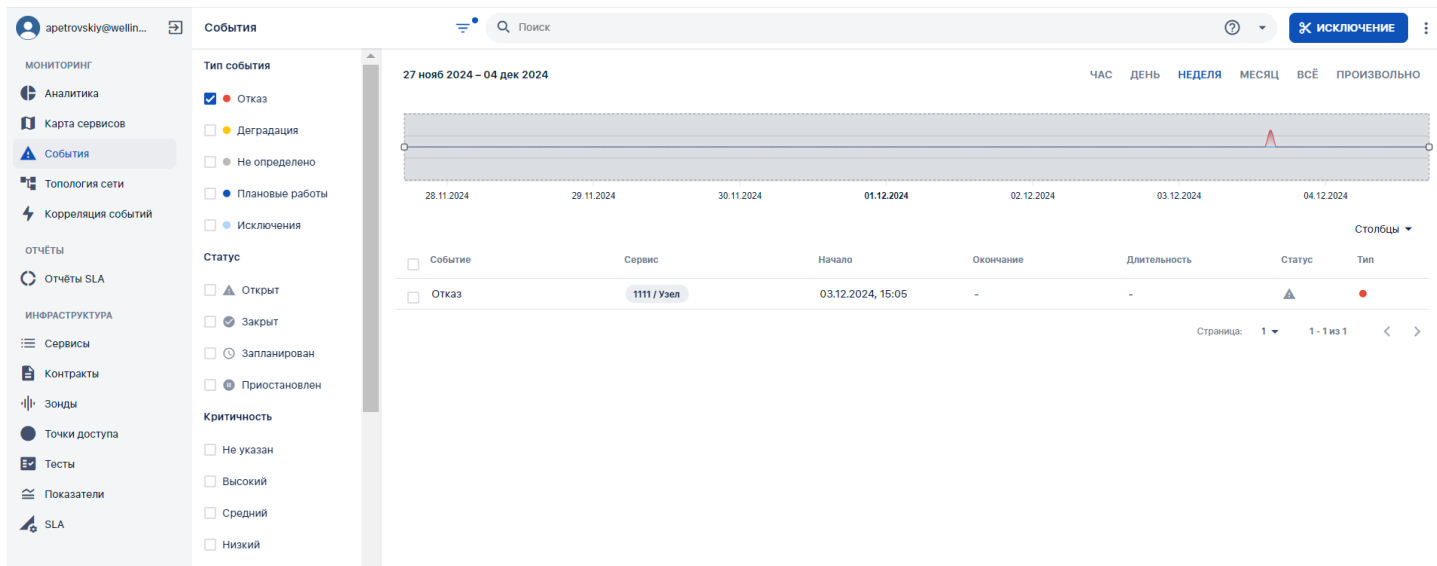 apetrovskiy@wellin...
МОНИТОРИНГ
Аналитика
Карта сервисов
События
Топология сети
Корреляция событий
ОТЧЁТЫ
Отчёты SLA
ИНФРАСТРУКТУРА
Сервисы
Контракты
Зонды
Точки доступа
Тесты
Показатели
SLA
События
Поиск
ИСКЛЮЧЕНИЕ
Тип события
Отказ
Деградация
Не определено
Плановые работы
Исключения
Статус
Открыт
Закрыт
Запланирован
Приостановлен
Критичность
Не указан
Высокий
Средний
Низкий
27 нояб 2024 – 04 дек 2024
ЧАС ДЕНЬ НЕДЕЛЯ МЕСЯЦ ВСЁ ПРОИЗВОЛЬНО
28.11.2024 29.11.2024 30.11.2024 01.12.2024 02.12.2024 03.12.2024 04.12.2024
Столбцы
Событие Сервис Начало Окончание Длительность Статус Тип
Отказ 1111 / Узел 03.12.2024, 15:05 - -
Страница: 1 1 - 1 из 1